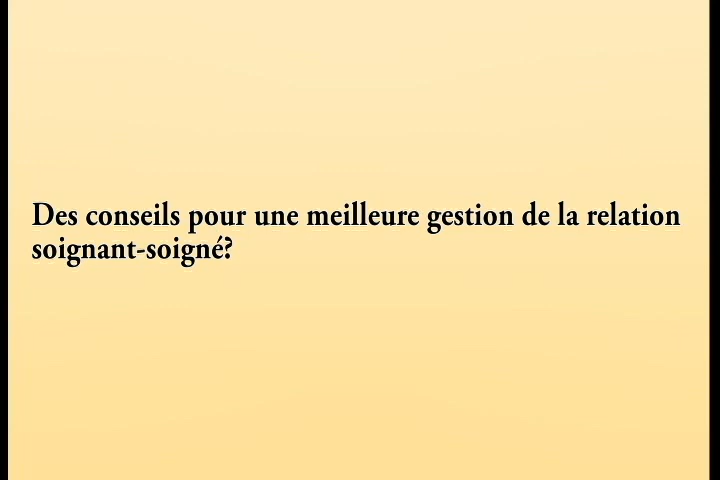 Des conseils pour une meilleure gestion de la relation
soignant-soigné?